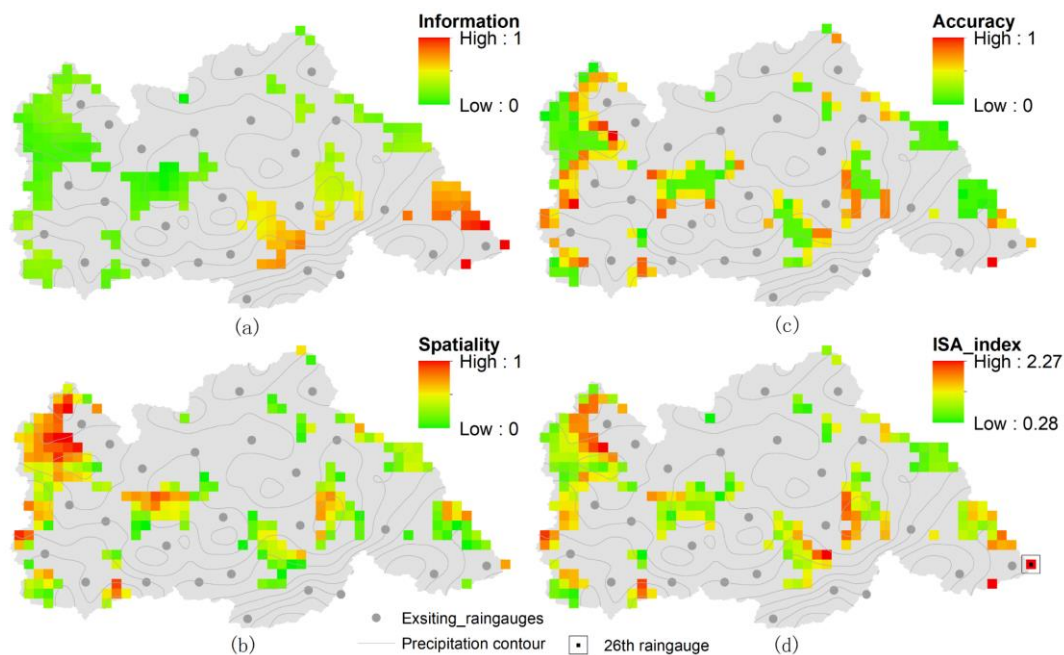 Information
High : 1
Low : 0
(a)
Accuracy
High : 1
Low : 0
(c)
Spatiality
High : 1
Low : 0
(b)
ISA_index
High : 2.27
Low : 0.28
(d)
Exsiting_raingauges
Precipitation contour
26th raingauge